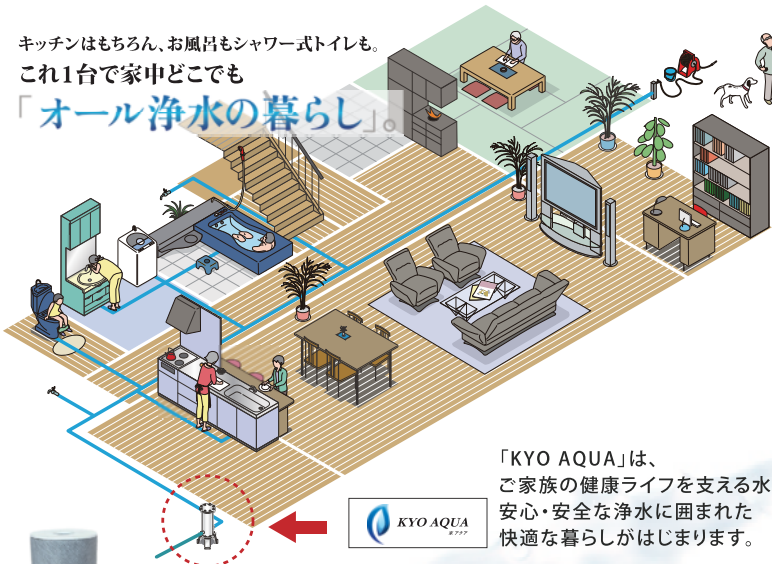 キッチンはもちろん、お風呂もシャワー式トイレも。
これ1台で家中どこでも
「オール浄水の暮らし」。
「KYO AQUA」は、
ご家族の健康ライフを支える水
安心・安全な浄水に囲まれた
快適な暮らしがはじまります。
KYO AQUA
京 アクア